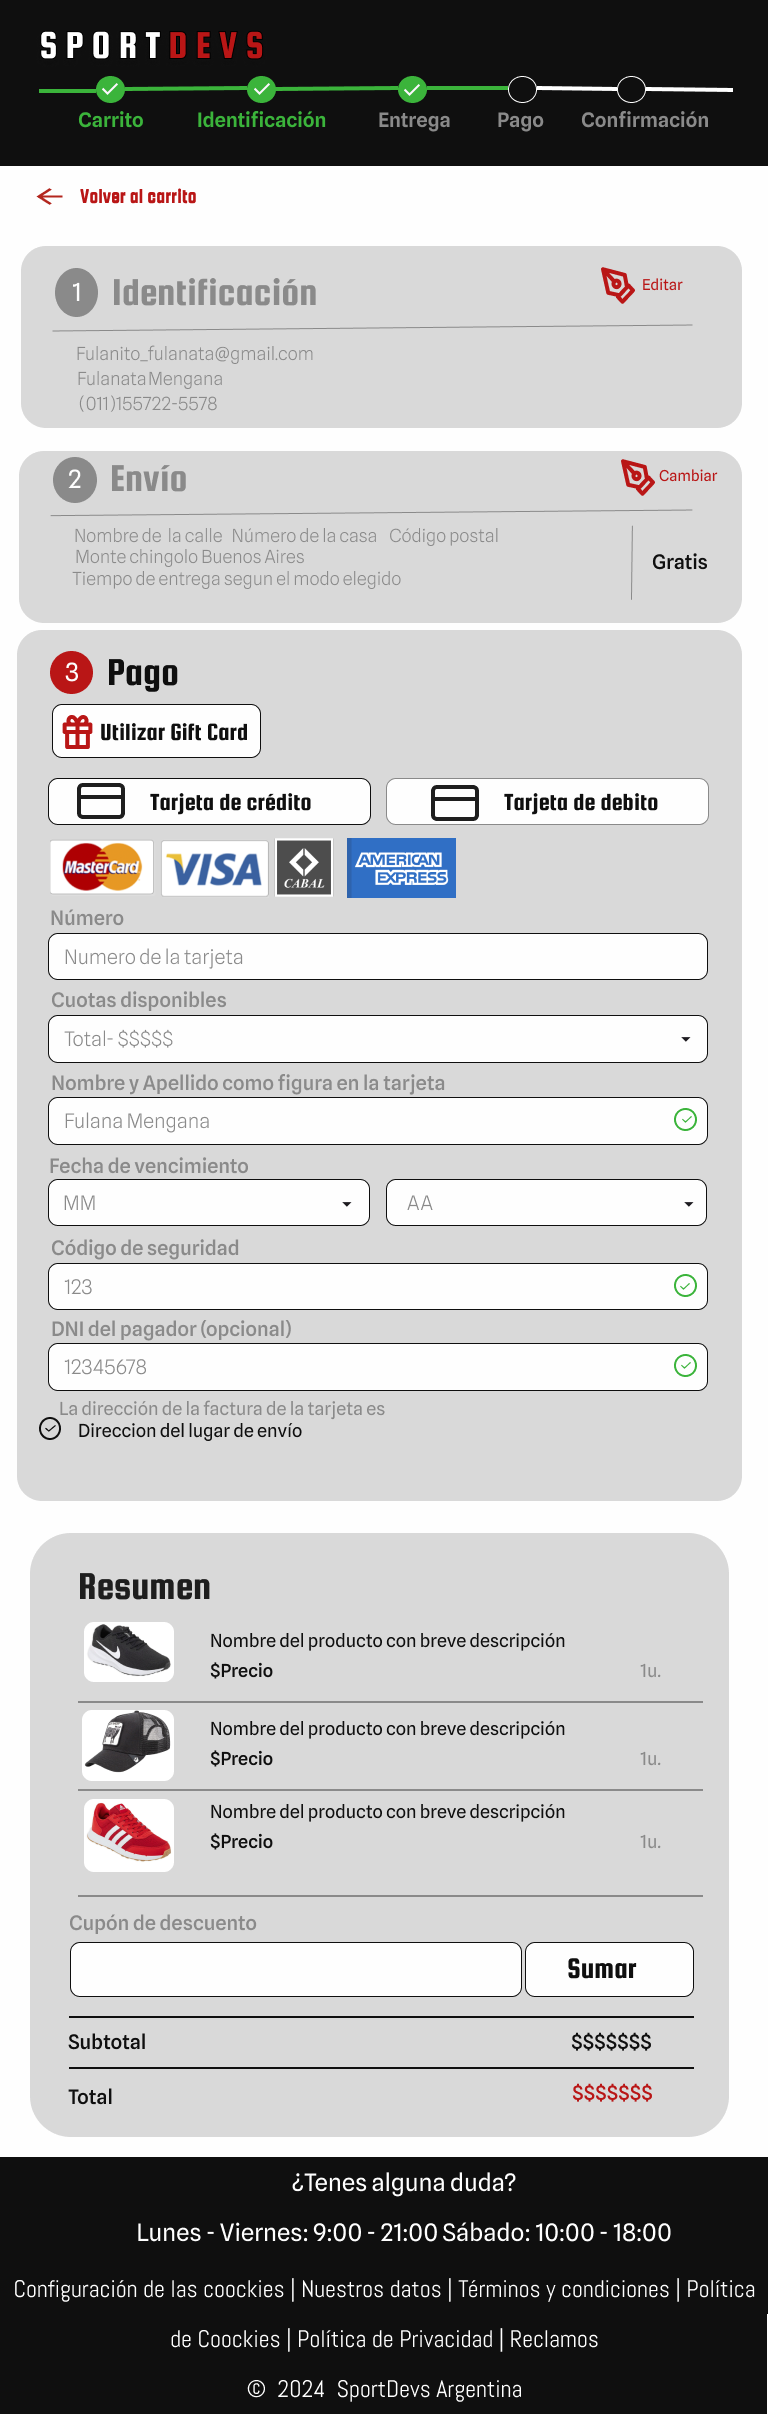 SPORTDEVS
Carrito Identificación Entrega Pago Confirmación
Volver al carrito
1 Identificación Editar
Fulanito_fulanata@gmail.com
Fulanata Mengana
(011)155722-5578
2 Envío Cambiar
Nombre de la calle Número de la casa Código postal
Monte chingolo Buenos Aires
Tiempo de entrega segun el modo elegido
Gratis
3 Pago
Utilizar Gift Card
Tarjeta de crédito Tarjeta de debito
MasterCard VISA CABAL AMERICAN EXPRESS
Número
Numero de la tarjeta
Cuotas disponibles
Total- $$$$$
Nombre y Apellido como figura en la tarjeta
Fulana Mengana
Fecha de vencimiento
MM AA
Código de seguridad
123
DNI del pagador (opcional)
12345678
La dirección de la factura de la tarjeta es
Direccion del lugar de envío
Resumen
Nombre del producto con breve descripción
$Precio 1u.
Nombre del producto con breve descripción
$Precio 1u.
Nombre del producto con breve descripción
$Precio 1u.
Cupón de descuento
Sumar
Subtotal $$$$$$$
Total $$$$$$$
¿Tenes alguna duda?
Lunes - Viernes: 9:00 - 21:00 Sábado: 10:00 - 18:00
Configuración de las coockies | Nuestros datos | Términos y condiciones | Política
de Coockies | Política de Privacidad | Reclamos
© 2024 SportDevs Argentina